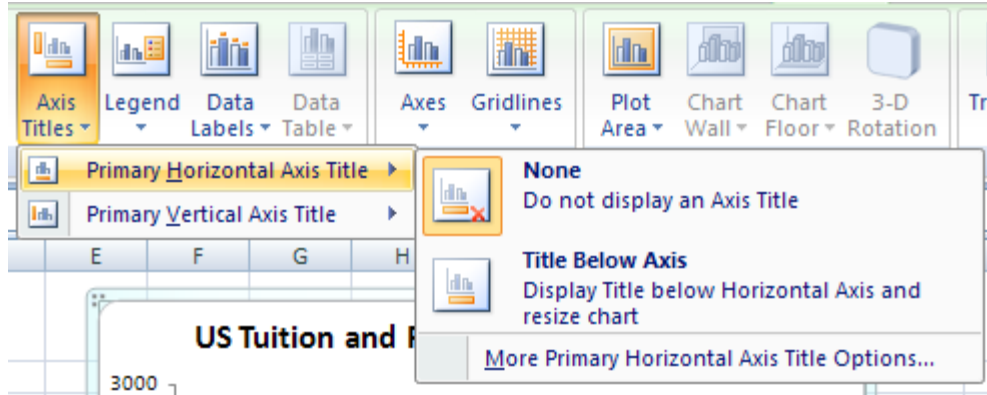 Axis Titles
Legend
Data Labels
Data Table
Axes
Gridlines
Plot Area
Chart Wall
Chart Floor
3-D Rotation
Primary Horizontal Axis Title
Primary Vertical Axis Title
None
Do not display an Axis Title
Title Below Axis
Display Title below Horizontal Axis and
resize chart
More Primary Horizontal Axis Title Options...
E F G H
US Tuition and
3000